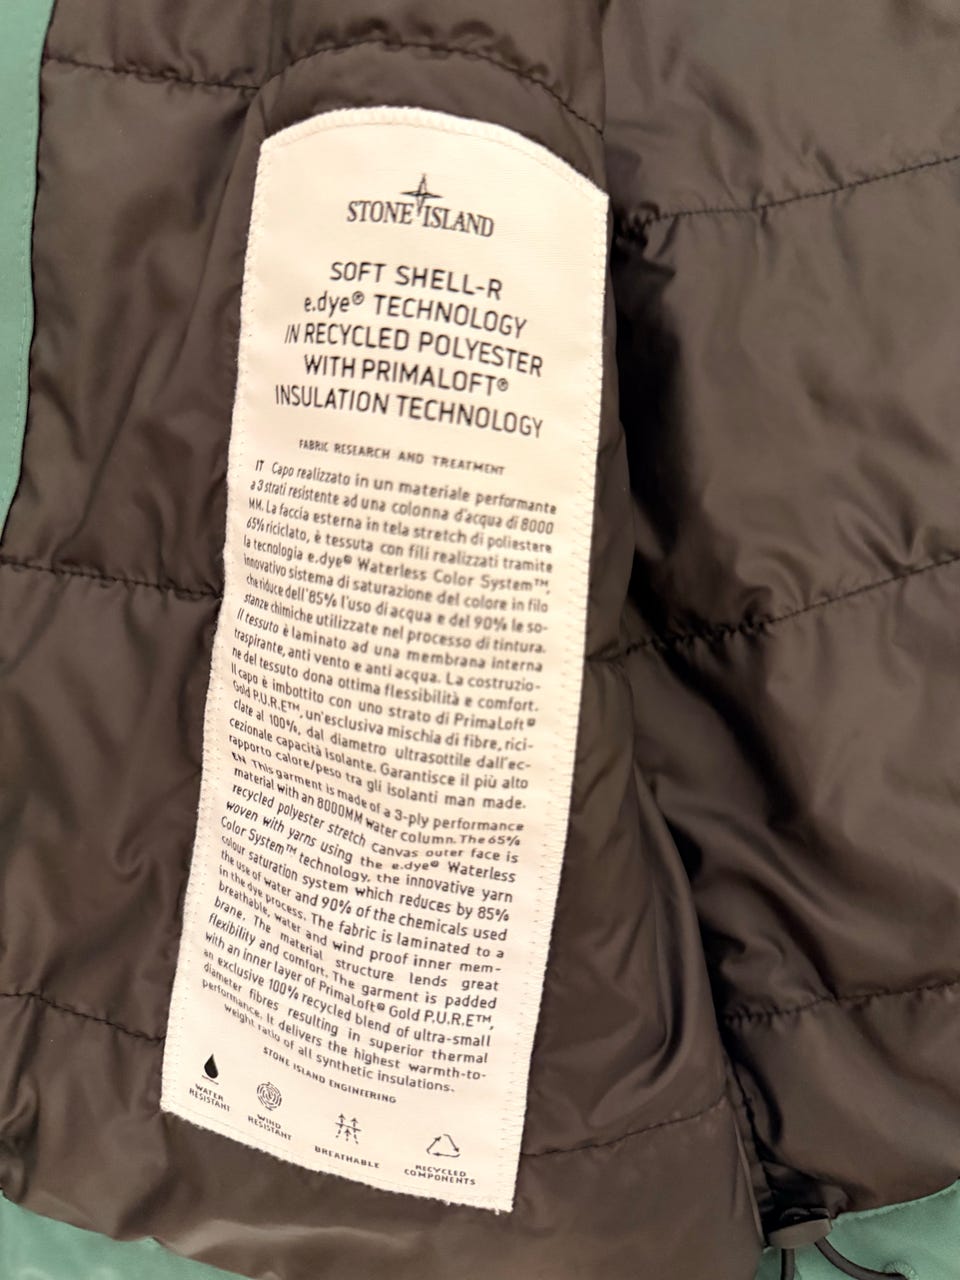 STONE ISLAND
SOFT SHELL-R
e.dye® TECHNOLOGY
IN RECYCLED POLYESTER
WITH PRIMALOFT®
INSULATION TECHNOLOGY
FABRIC RESEARCH AND TREATMENT
IT Capo realizzato in un materiale performante
a 3 strati resistente ad una colonna d'acqua di 8000
MM. La faccia esterna in tela stretch di poliestere
65% riciclato, è tessuta con fili realizzati tramite
la tecnologia e.dye® Waterless Color System™,
innovativo sistema di saturazione del colore in filo
che riduce dell'85% l'uso di acqua e del 90% le so-
stanze chimiche utilizzate nel processo di tintura.
Il tessuto è laminato ad una membrana interna
traspirante, anti vento e anti acqua. La costruzio-
ne del tessuto dona ottima flessibilità e comfort.
Il capo è imbottito con uno strato di PrimaLoft®
Gold P.U.R.E™, un'esclusiva mischia di fibre, rici-
clate al 100%, dal diametro ultrasottile dall'ec-
cezionale capacità isolante. Garantisce il più alto
rapporto calore/peso tra gli isolanti man made.
EN This garment is made of a 3-ply performance
material with an 8000MM water column. The 65%
recycled polyester stretch canvas outer face is
woven with yarns using the e.dye® Waterless
Color System™ technology, the innovative yarn
colour saturation system which reduces by 85%
the use of water and 90% of the chemicals used
in the dye process. The fabric is laminated to a
breathable, water and wind proof inner mem-
brane. The material structure lends great
flexibility and comfort. The garment is padded
with an inner layer of PrimaLoft® Gold P.U.R.E™,
an exclusive 100% recycled blend of ultra-small
diameter fibres resulting in superior thermal
performance. It delivers the highest warmth-to-
weight ratio of all synthetic insulations.
STONE ISLAND ENGINEERING
WATER
RESISTANT
WIND
RESISTANT
BREATHABLE
RECYCLED
COMPONENTS